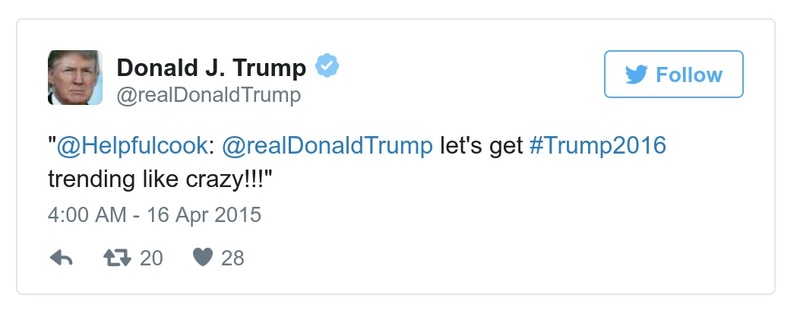 Donald J. Trump
@realDonaldTrump
Follow
"@Helpfulcook: @realDonaldTrump let's get #Trump2016
trending like crazy!!!"
4:00 AM - 16 Apr 2015
20 28